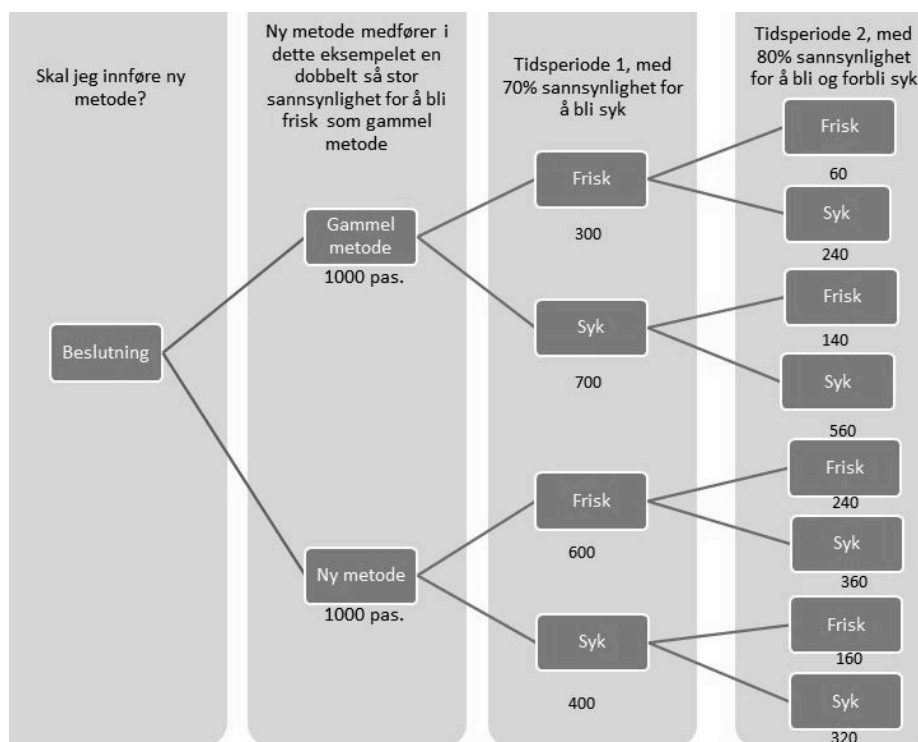 Skal jeg innføre ny
metode?
Ny metode medfører i
dette eksempelet en
dobbelt så stor
sannsynlighet for å bli
frisk som gammel
metode
Tidsperiode 1, med
70% sannsynlighet for
å bli syk
Tidsperiode 2, med
80% sannsynlighet
for å bli og forbli syk
Beslutning
Gammel
metode
1000 pas.
Ny metode
1000 pas.
Frisk
300
Syk
700
Frisk
600
Syk
400
Frisk
60
Syk
240
Frisk
140
Syk
560
Frisk
240
Syk
360
Frisk
160
Syk
320